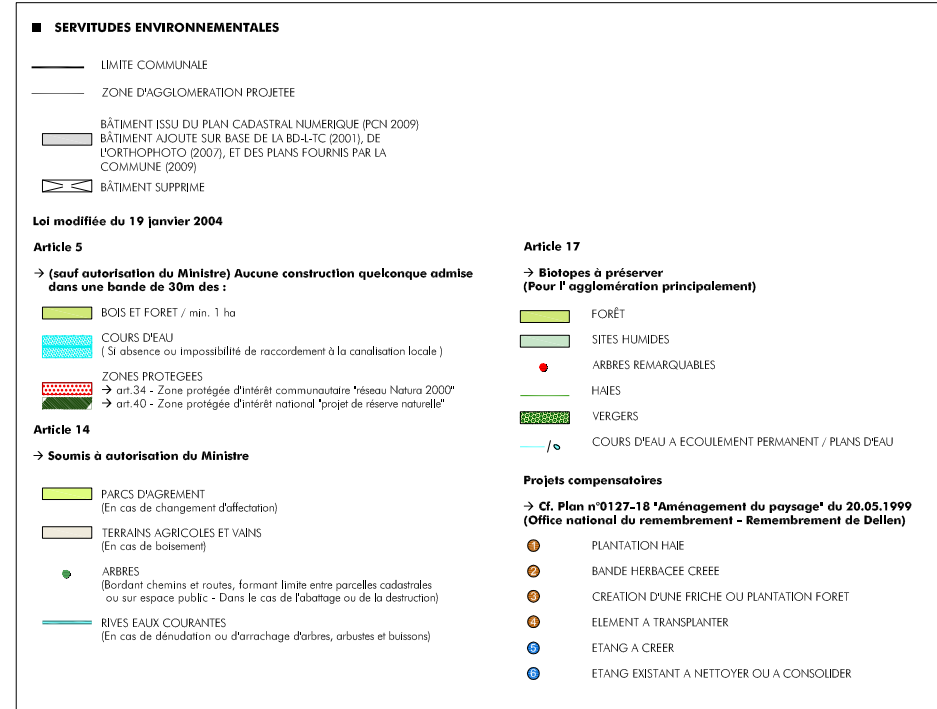 ■ SERVITUDES ENVIRONNEMENTALES
LIMITE COMMUNALE
ZONE D'AGGLOMERATION PROJETEE
BÂTIMENT ISSU DU PLAN CADASTRAL NUMERIQUE (PCN 2009)
BÂTIMENT AJOUTE SUR BASE DE LA BD-L-TC (2001), DE
L'ORTHOPHOTO (2007), ET DES PLANS FOURNIS PAR LA
COMMUNE (2009)
BÂTIMENT SUPPRIME
Loi modifiée du 19 janvier 2004
Article 5
→ (sauf autorisation du Ministre) Aucune construction quelconque admise
dans une bande de 30m des :
BOIS ET FORET / min. 1 ha
COURS D'EAU
( Si absence ou impossibilité de raccordement à la canalisation locale )
ZONES PROTEGEES
→ art.34 - Zone protégée d'intérêt communautaire "réseau Natura 2000"
→ art.40 - Zone protégée d'intérêt national "projet de réserve naturelle"
Article 14
→ Soumis à autorisation du Ministre
PARCS D'AGREMENT
(En cas de changement d'affectation)
TERRAINS AGRICOLES ET VAINS
(En cas de boisement)
ARBRES
(Bordant chemins et routes, formant limite entre parcelles cadastrales
ou sur espace public - Dans le cas de l'abattage ou de la destruction)
RIVES EAUX COURANTES
(En cas de dénudation ou d'arrachage d'arbres, arbustes et buissons)
Article 17
→ Biotopes à préserver
(Pour l' agglomération principalement)
FORÊT
SITES HUMIDES
ARBRES REMARQUABLES
HAIES
VERGERS
/ COURS D'EAU A ECOULEMENT PERMANENT / PLANS D'EAU
Projets compensatoires
→ Cf. Plan n°0127-18 "Aménagement du paysage" du 20.05.1999
(Office national du remembrement - Remembrement de Dellen)
1 PLANTATION HAIE
2 BANDE HERBACEE CREEE
3 CREATION D'UNE FRICHE OU PLANTATION FORET
4 ELEMENT A TRANSPLANTER
5 ETANG A CREER
6 ETANG EXISTANT A NETTOYER OU A CONSOLIDER